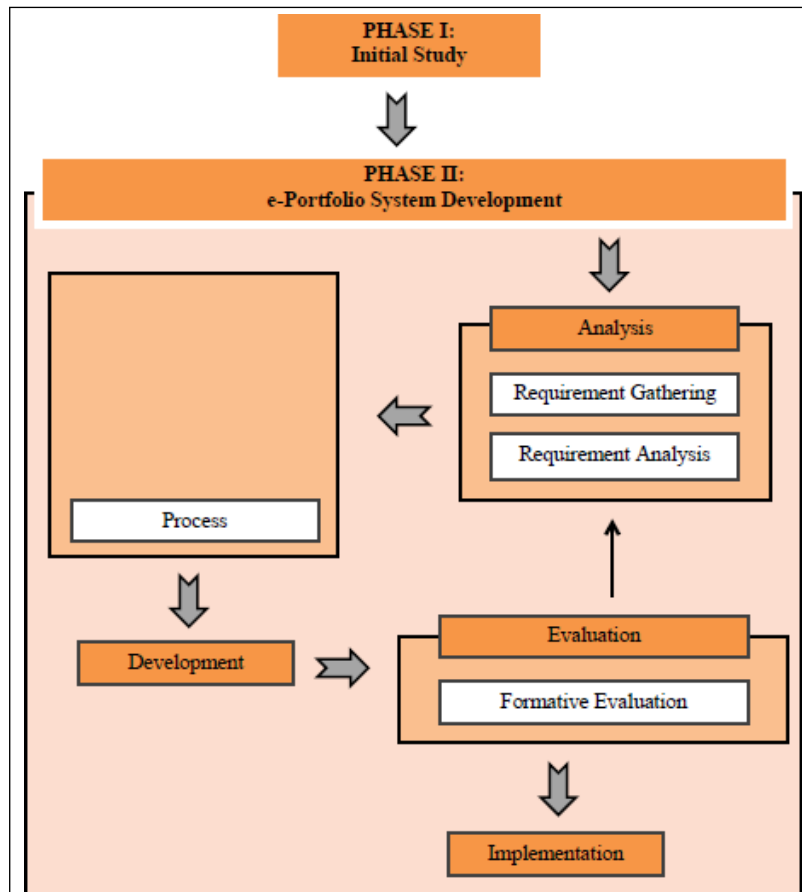 PHASE I:
Initial Study
PHASE II:
e-Portfolio System Development
Analysis
Requirement Gathering
Requirement Analysis
Process
Development
Evaluation
Formative Evaluation
Implementation